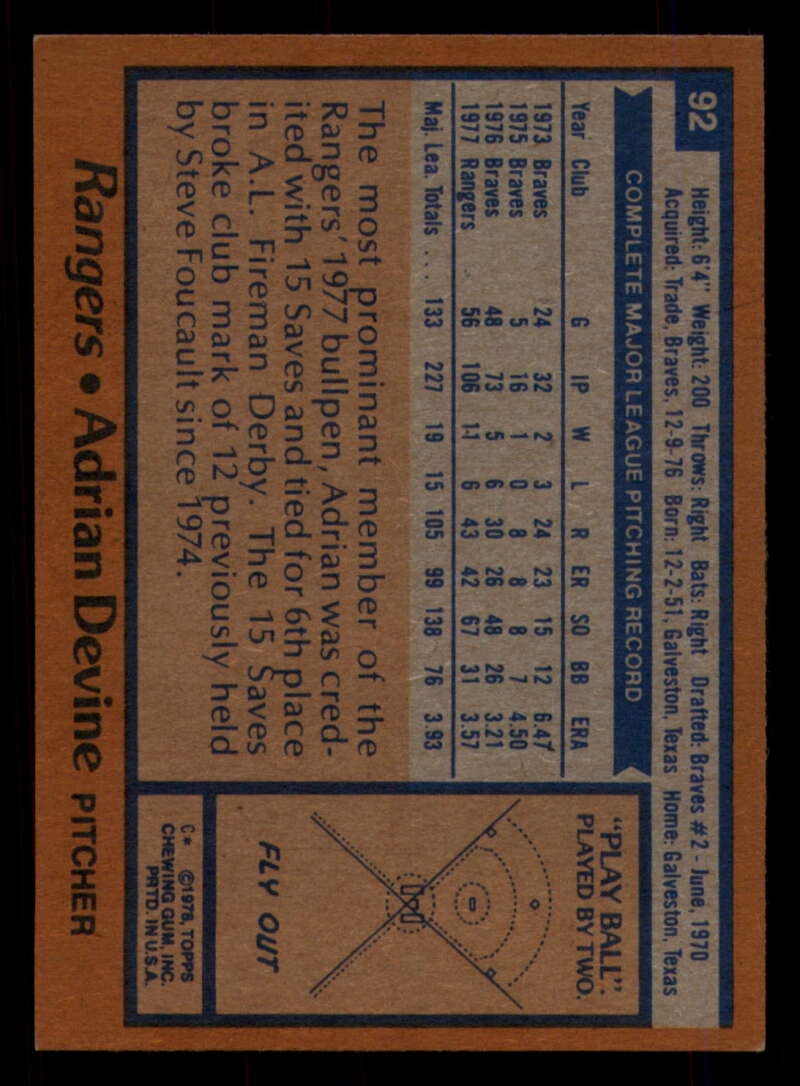 92
Height: 6'4" Weight: 200 Throws: Right Bats: Right Drafted: Braves #2 - June, 1970
Acquired: Trade, Braves, 12-9-76 Born: 12-2-51, Galveston, Texas Home: Galveston, Texas
COMPLETE MAJOR LEAGUE PITCHING RECORD
Year Club G IP W L R ER SO BB ERA
1973 Braves 24 32 2 3 24 23 15 12 6.47
1975 Braves 5 16 1 0 8 8 8 7 4.50
1976 Braves 48 73 5 6 30 26 48 26 3.21
1977 Rangers 56 106 11 6 43 42 67 31 3.57
Maj. Lea. Totals ... 133 227 19 15 105 99 138 76 3.93
The most prominant member of the
Rangers' 1977 bullpen, Adrian was cred-
ited with 15 Saves and tied for 6th place
in A.L. Fireman Derby. The 15 Saves
broke club mark of 12 previously held
by Steve Foucault since 1974.
"PLAY BALL":
PLAYED BY TWO.
FLY OUT
C* ©1978, TOPPS
CHEWING GUM, INC.
PRTD. IN U.S.A.
Rangers • Adrian Devine PITCHER